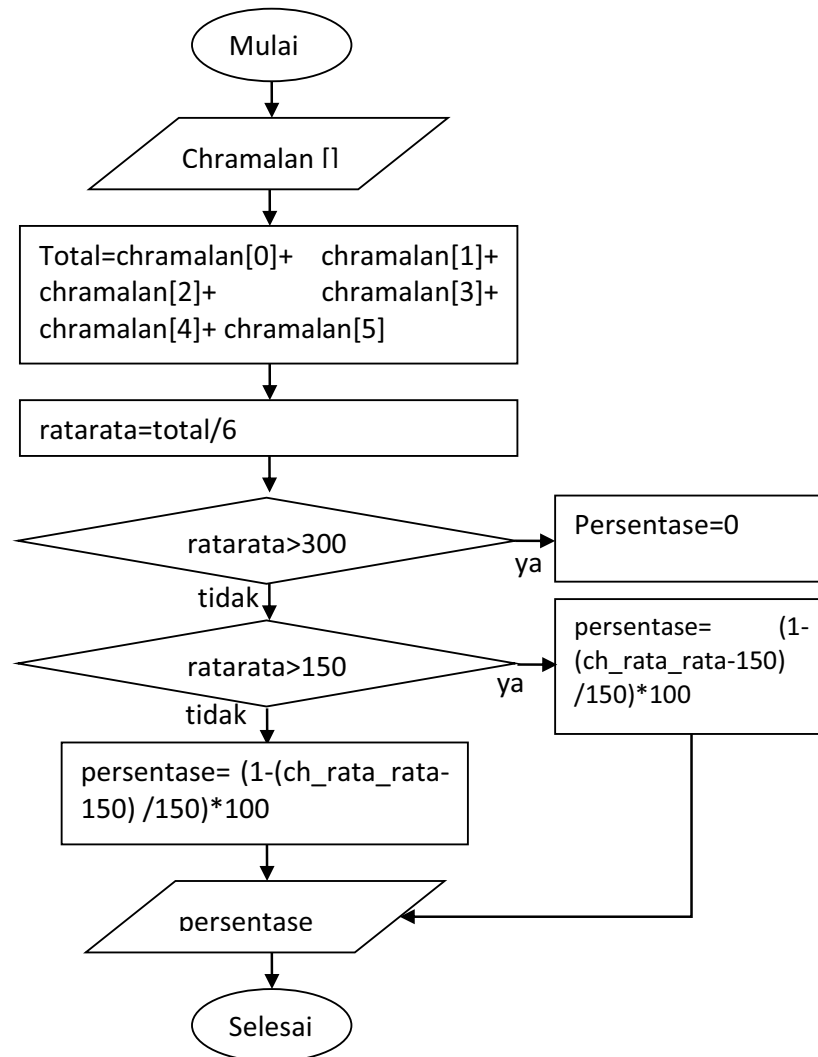 Mulai
Chramalan []
Total=chramalan[0]+ chramalan[1]+
chramalan[2]+ chramalan[3]+
chramalan[4]+ chramalan[5]
ratarata=total/6
ratarata>300
ya
Persentase=0
tidak
ratarata>150
ya
persentase= (1-
(ch_rata_rata-150)
/150)*100
tidak
persentase= (1-(ch_rata_rata-
150) /150)*100
persentase
Selesai